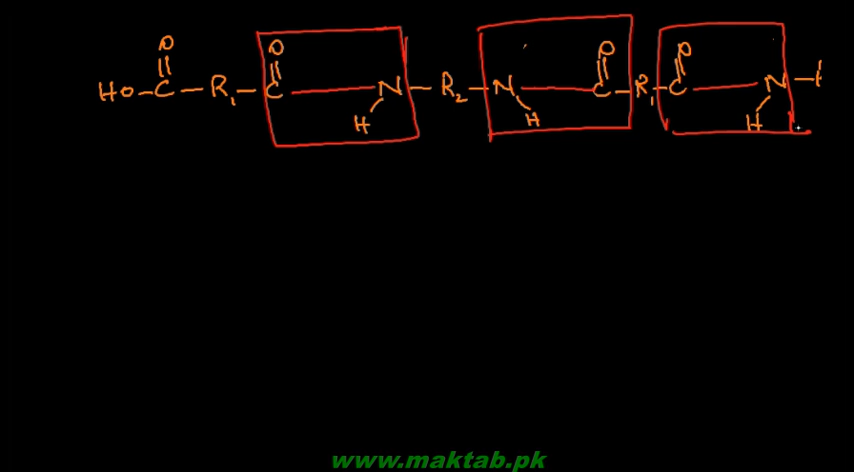 O O O O
HO-C-R1-C-N-R2-N-C-R1-C-N-
H H H
www.maktab.pk